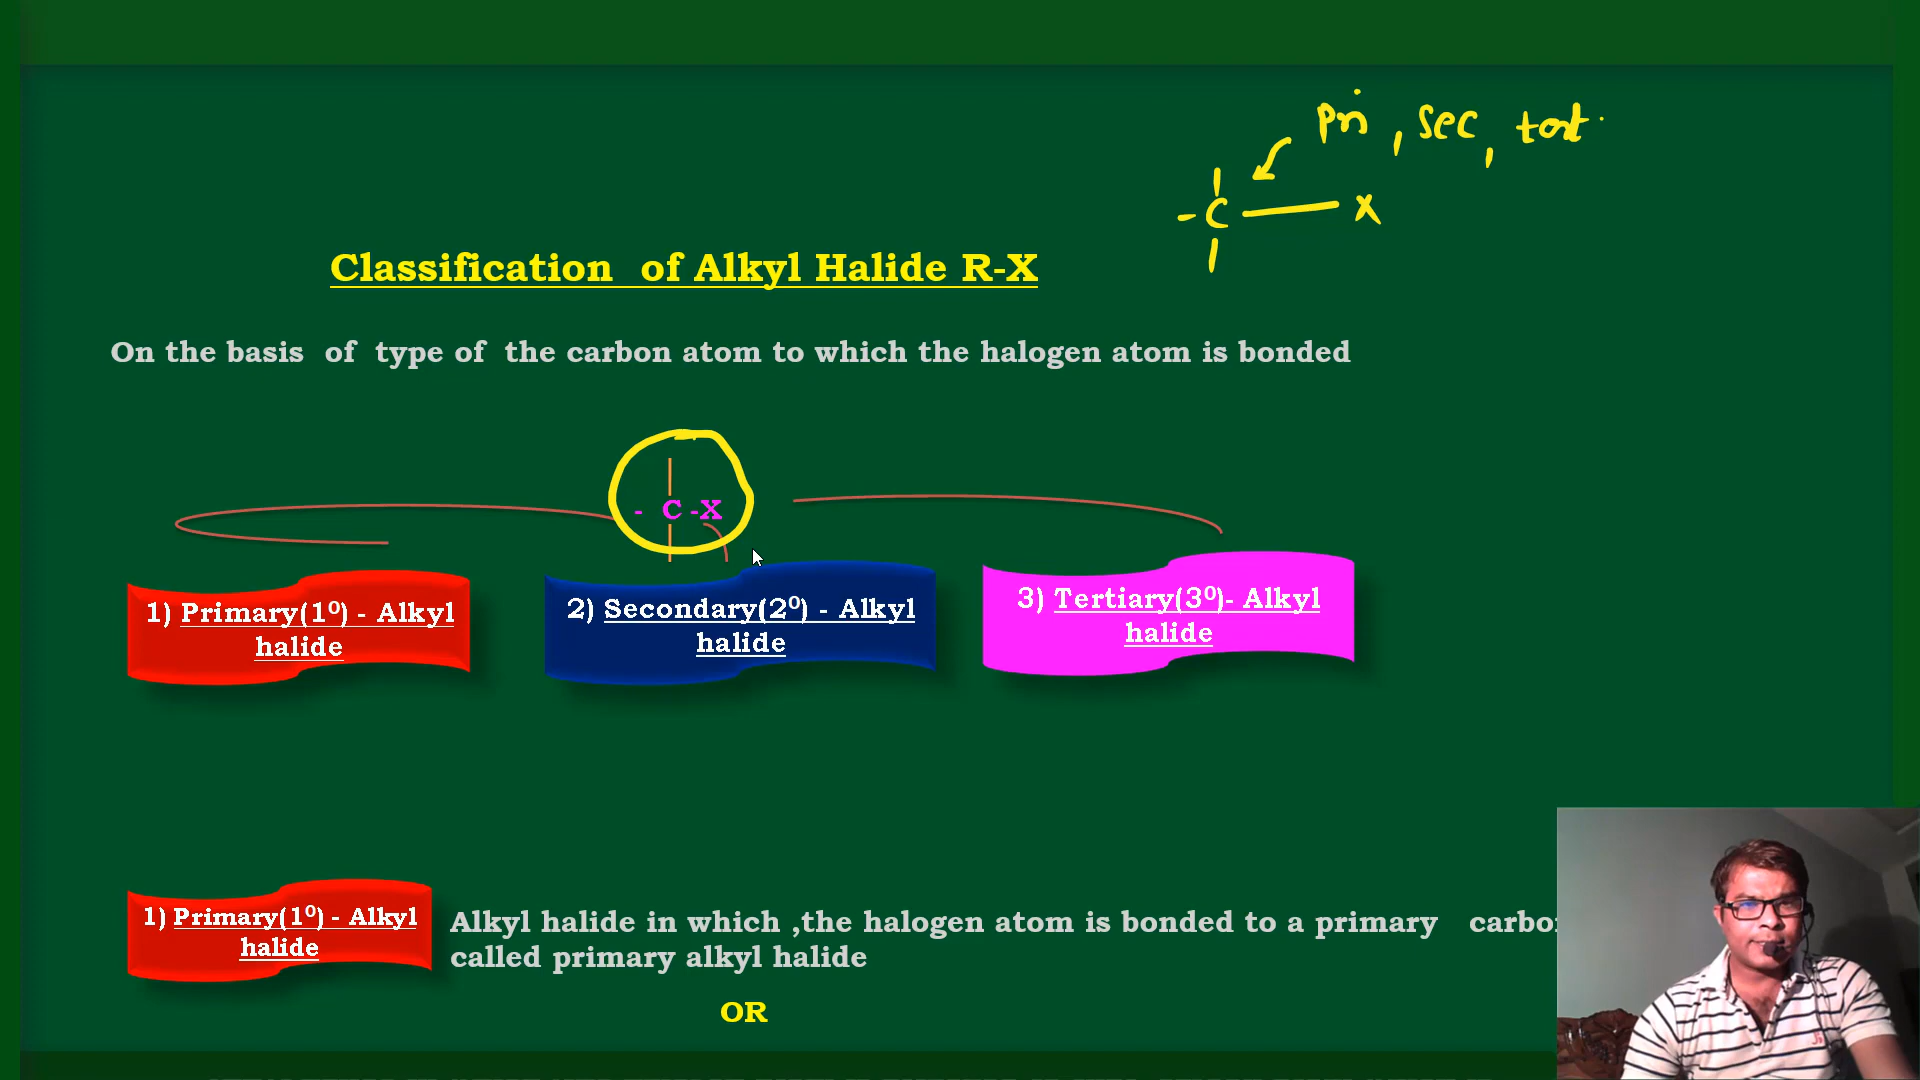 pri, sec, tert.
- C — X
Classification of Alkyl Halide R-X
On the basis of type of the carbon atom to which the halogen atom is bonded
- C -X
1) Primary(1⁰) - Alkyl
halide
2) Secondary(2⁰) - Alkyl
halide
3) Tertiary(3⁰)- Alkyl
halide
1) Primary(1⁰) - Alkyl
halide
Alkyl halide in which ,the halogen atom is bonded to a primary
called primary alkyl halide
OR